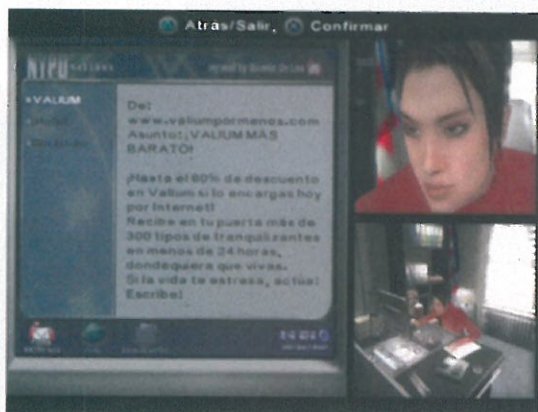 Atrás/Salir, Confirmar
NYPD
VALIUM
De:
www.valiumpormenos.com
Asunto: ¡VALIUM MÁS
BARATO!
¡Hasta el 80% de descuento
en Valium si lo encargas hoy
por Internet!
Recibe en tu puerta más de
300 tipos de tranquilizantes
en menos de 24 horas,
dondequiera que vivas.
Si la vida te estresa, actúa:
Escribe: